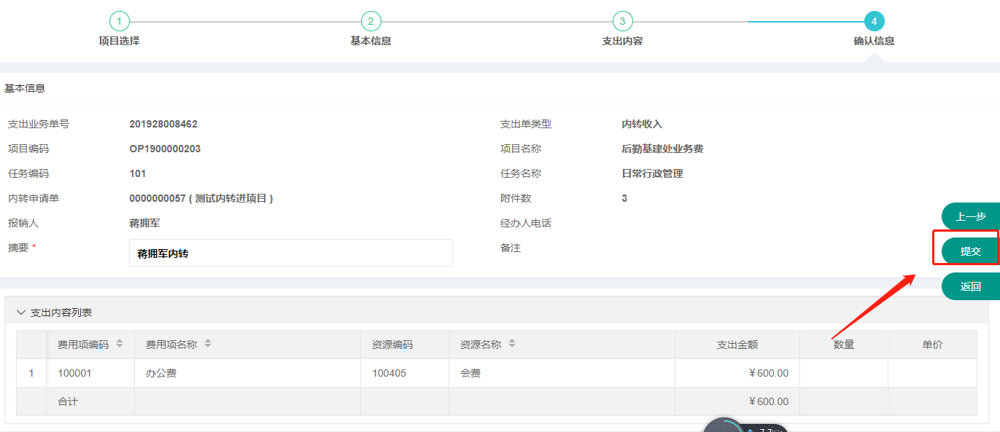 1 2 3 4
项目选择 基本信息 支出内容 确认信息
基本信息
支出业务单号 201928008462 支出单类型 内转收入
项目编码 OP1900000203 项目名称 后勤基建处业务费
任务编码 101 任务名称 日常行政管理
内转申请单 0000000057 ( 测试内转进项目 ) 附件数 3
上一步
报销人 蒋拥军 经办人电话
摘要 * 蒋拥军内转 备注
提交
返回
支出内容列表
费用项编码 费用项名称 资源编码 资源名称 支出金额 数量 单价
1 100001 办公费 100405 会费 ¥600.00
合计 ¥600.00